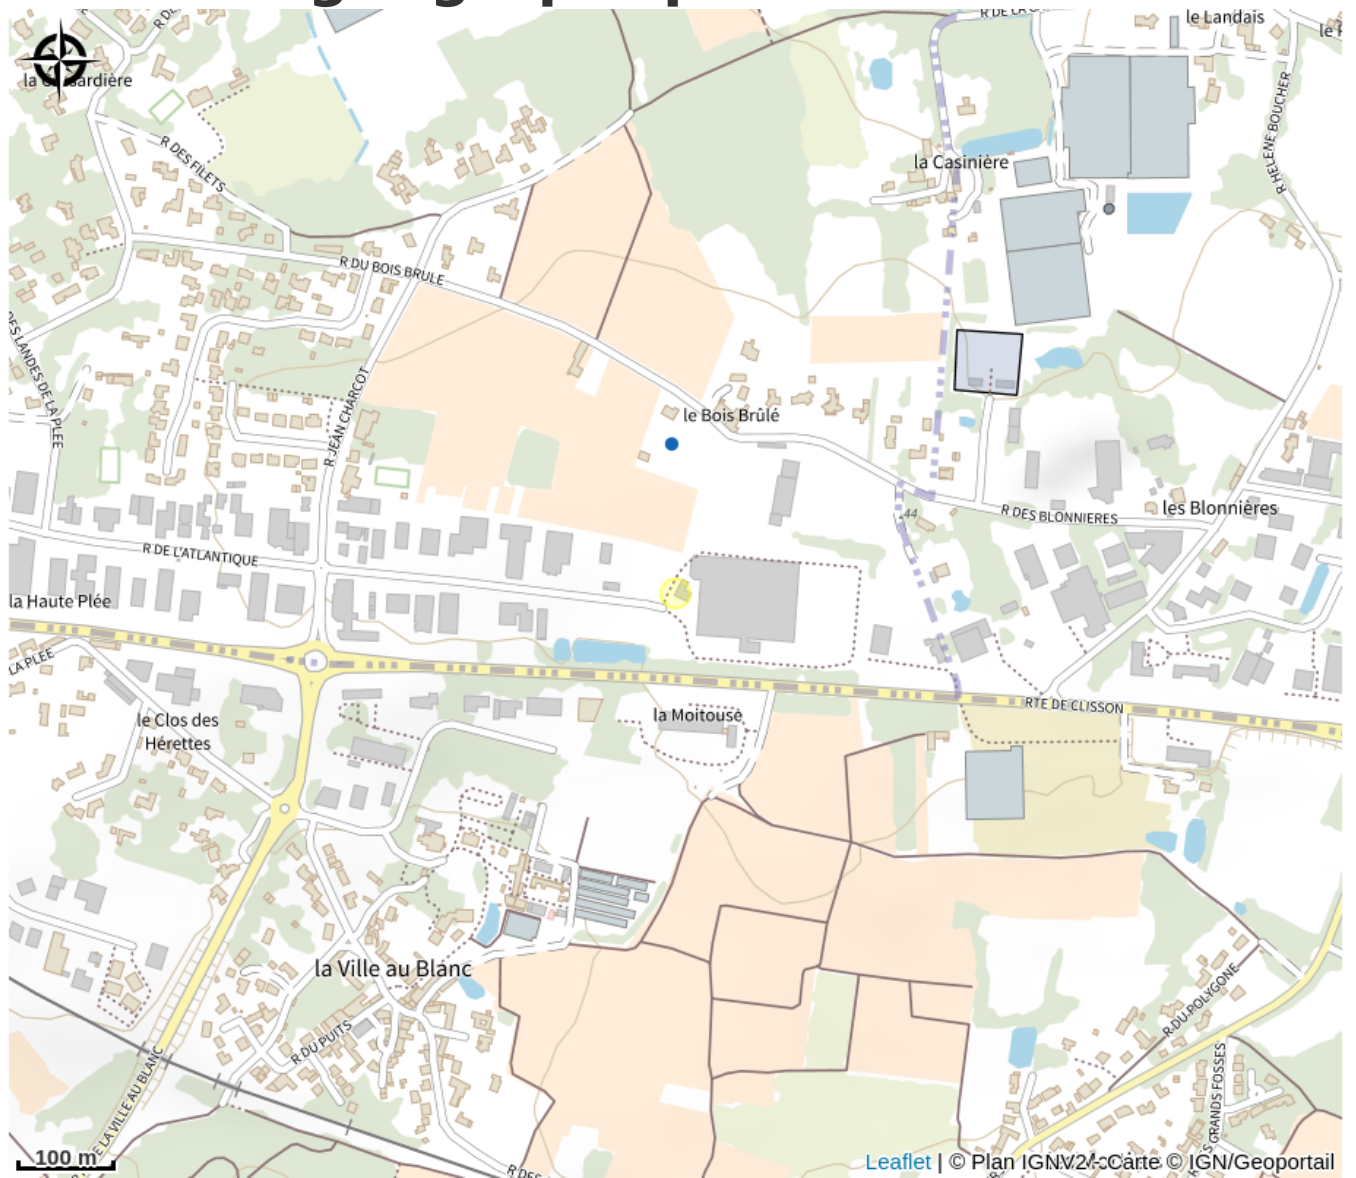 le Landais
la Casinière
R HELENE BOUCHER
R DES FILETS
R DU BOIS BRULE
R JEAN CHARCOT
le Bois Brûlé
44
R DES BLONNIERES
les Blonnières
R DE L'ATLANTIQUE
la Haute Plée
LA PLEE
RTE DE CLISSON
la Moitouse
le Clos des
Hérettes
la Ville au Blanc
R DU PUITS
R DU POLYGONE
GRANDS FOSSES
LA VILLE AU BLANC
DES LANDES DE LA PLEE
R DES
100 m
Leaflet | © Plan IGNV2 - Carte © IGN/Geoportail